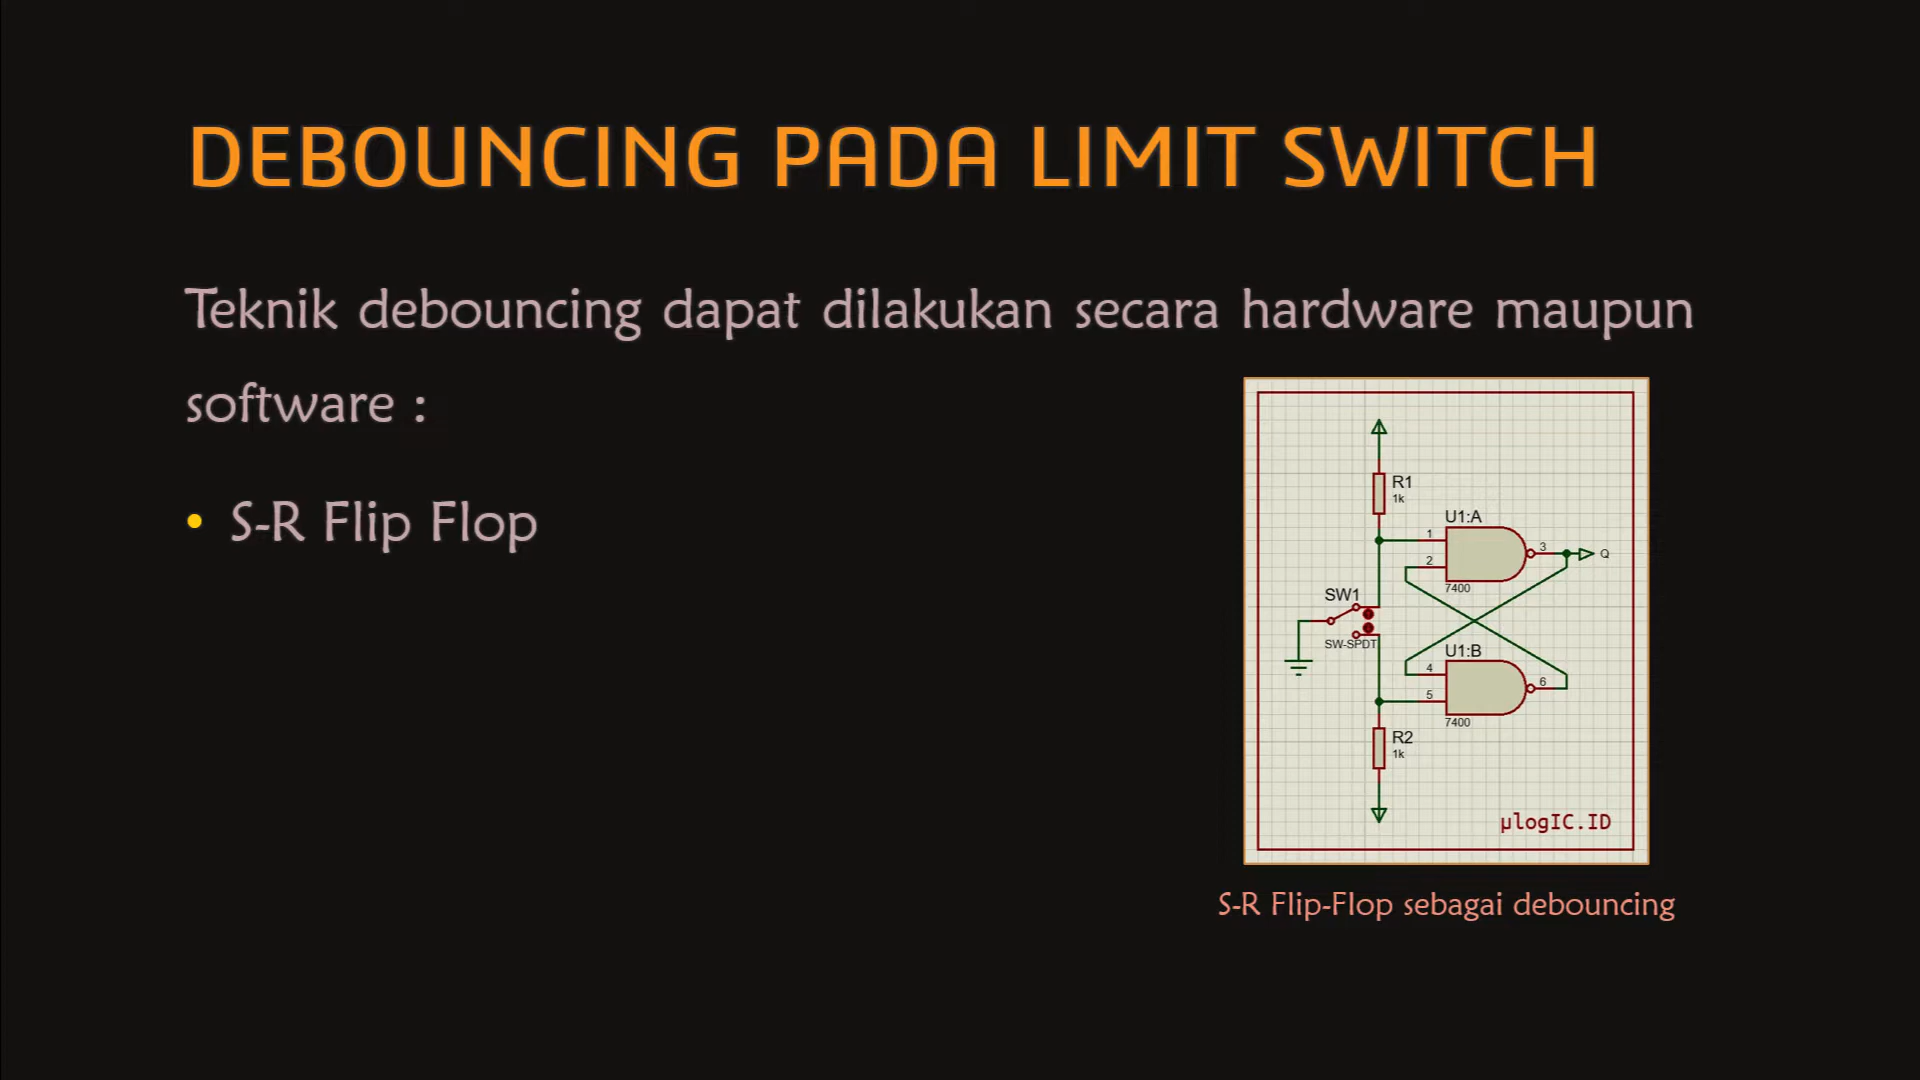 DEBOUNCING PADA LIMIT SWITCH
Teknik debouncing dapat dilakukan secara hardware maupun
software :
• S-R Flip Flop
R1
1k
U1:A
1
2
3
Q
7400
SW1
SW-SPDT
U1:B
4
5
6
7400
R2
1k
µlogIC.ID
S-R Flip-Flop sebagai debouncing